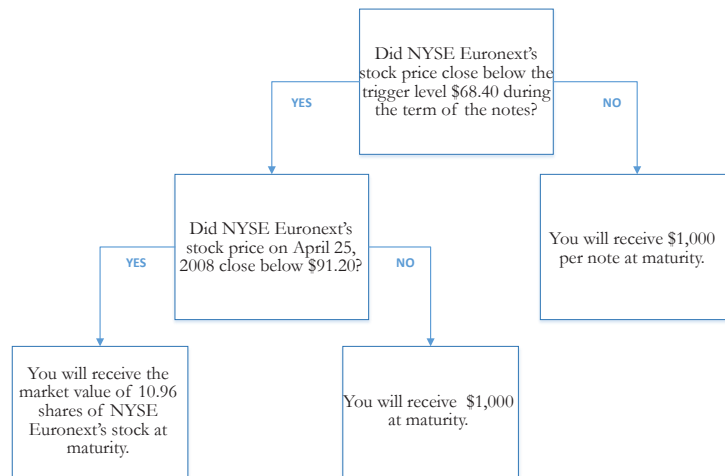 Did NYSE Euronext's
stock price close below the
trigger level $68.40 during
the term of the notes?
YES
NO
Did NYSE Euronext's
stock price on April 25,
2008 close below $91.20?
You will receive $1,000
per note at maturity.
YES
NO
You will receive the
market value of 10.96
shares of NYSE
Euronext's stock at
maturity.
You will receive $1,000
at maturity.